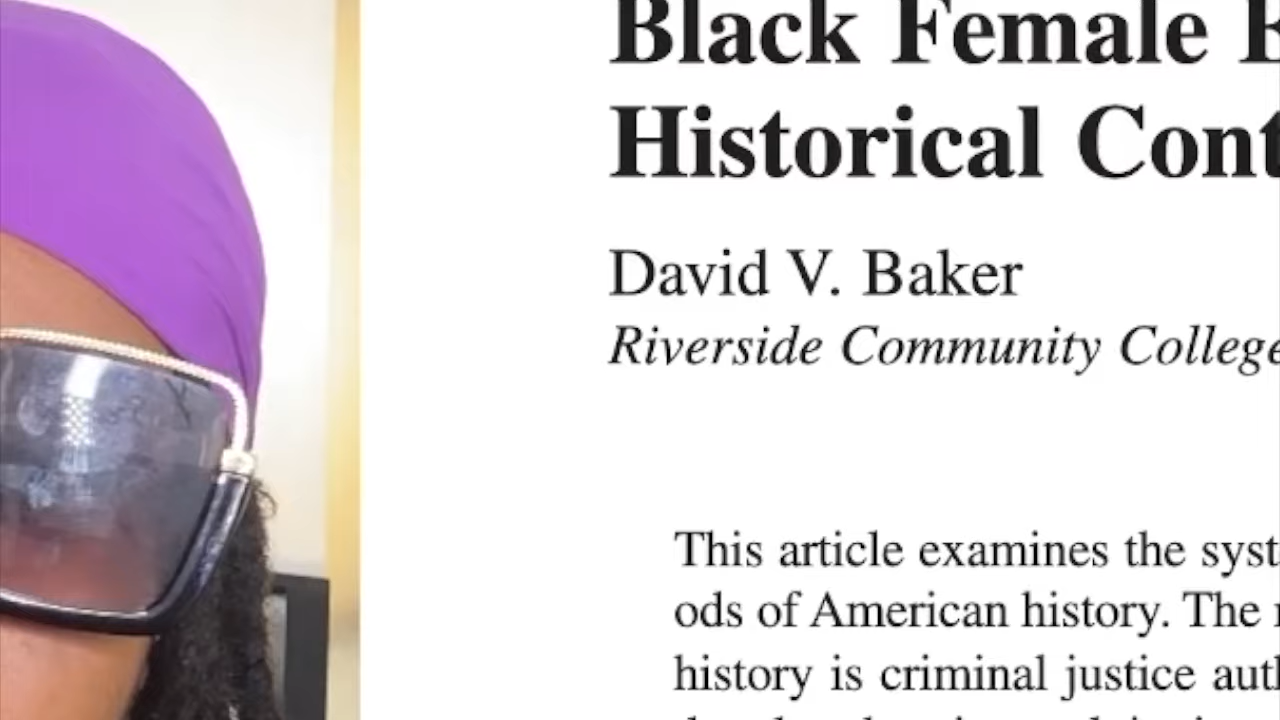 Black Female
Historical Cont
David V. Baker
Riverside Community College
This article examines the syst
ods of American history. The
history is criminal justice auth